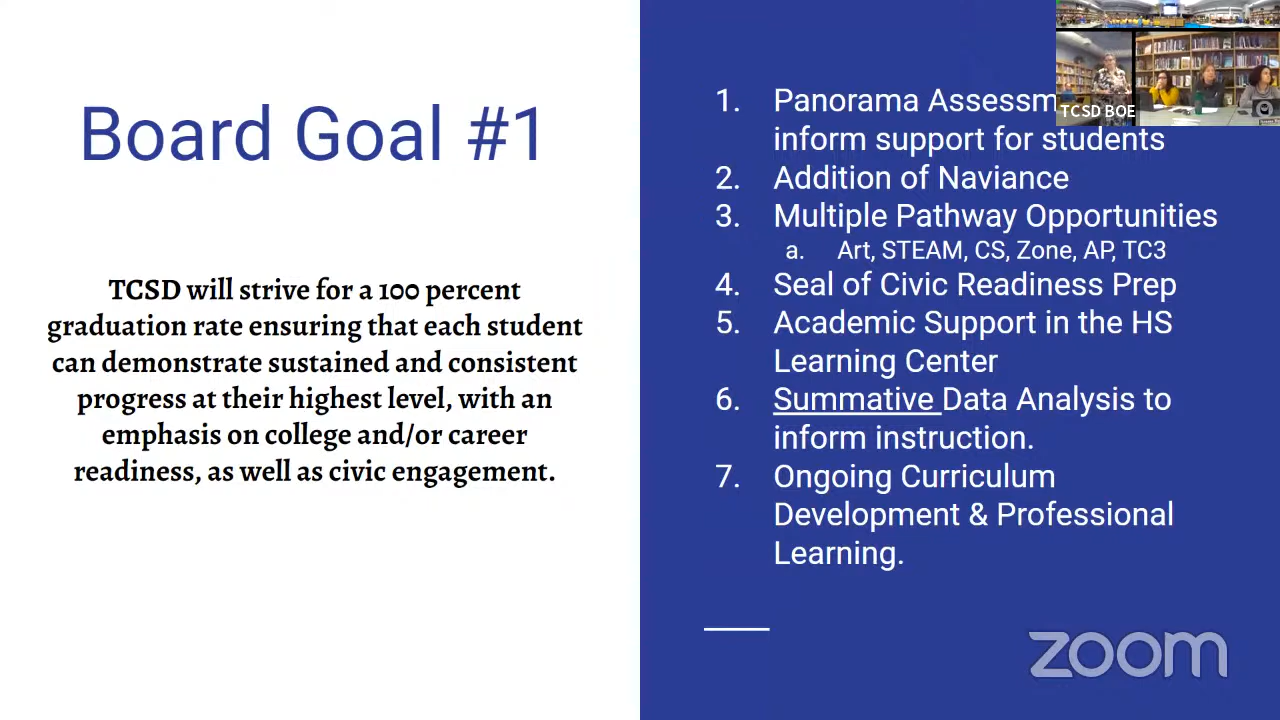 Board Goal #1
TCSD will strive for a 100 percent
graduation rate ensuring that each student
can demonstrate sustained and consistent
progress at their highest level, with an
emphasis on college and/or career
readiness, as well as civic engagement.
1. Panorama
inform support for students
2. Addition of Naviance
3. Multiple Pathway Opportunities
a. Art, STEAM, CS, Zone, AP, TC3
4. Seal of Civic Readiness Prep
5. Academic Support in the HS
Learning Center
6. Summative Data Analysis to
inform instruction.
7. Ongoing Curriculum
Development & Professional
Learning.
TCSD BOE
zoom